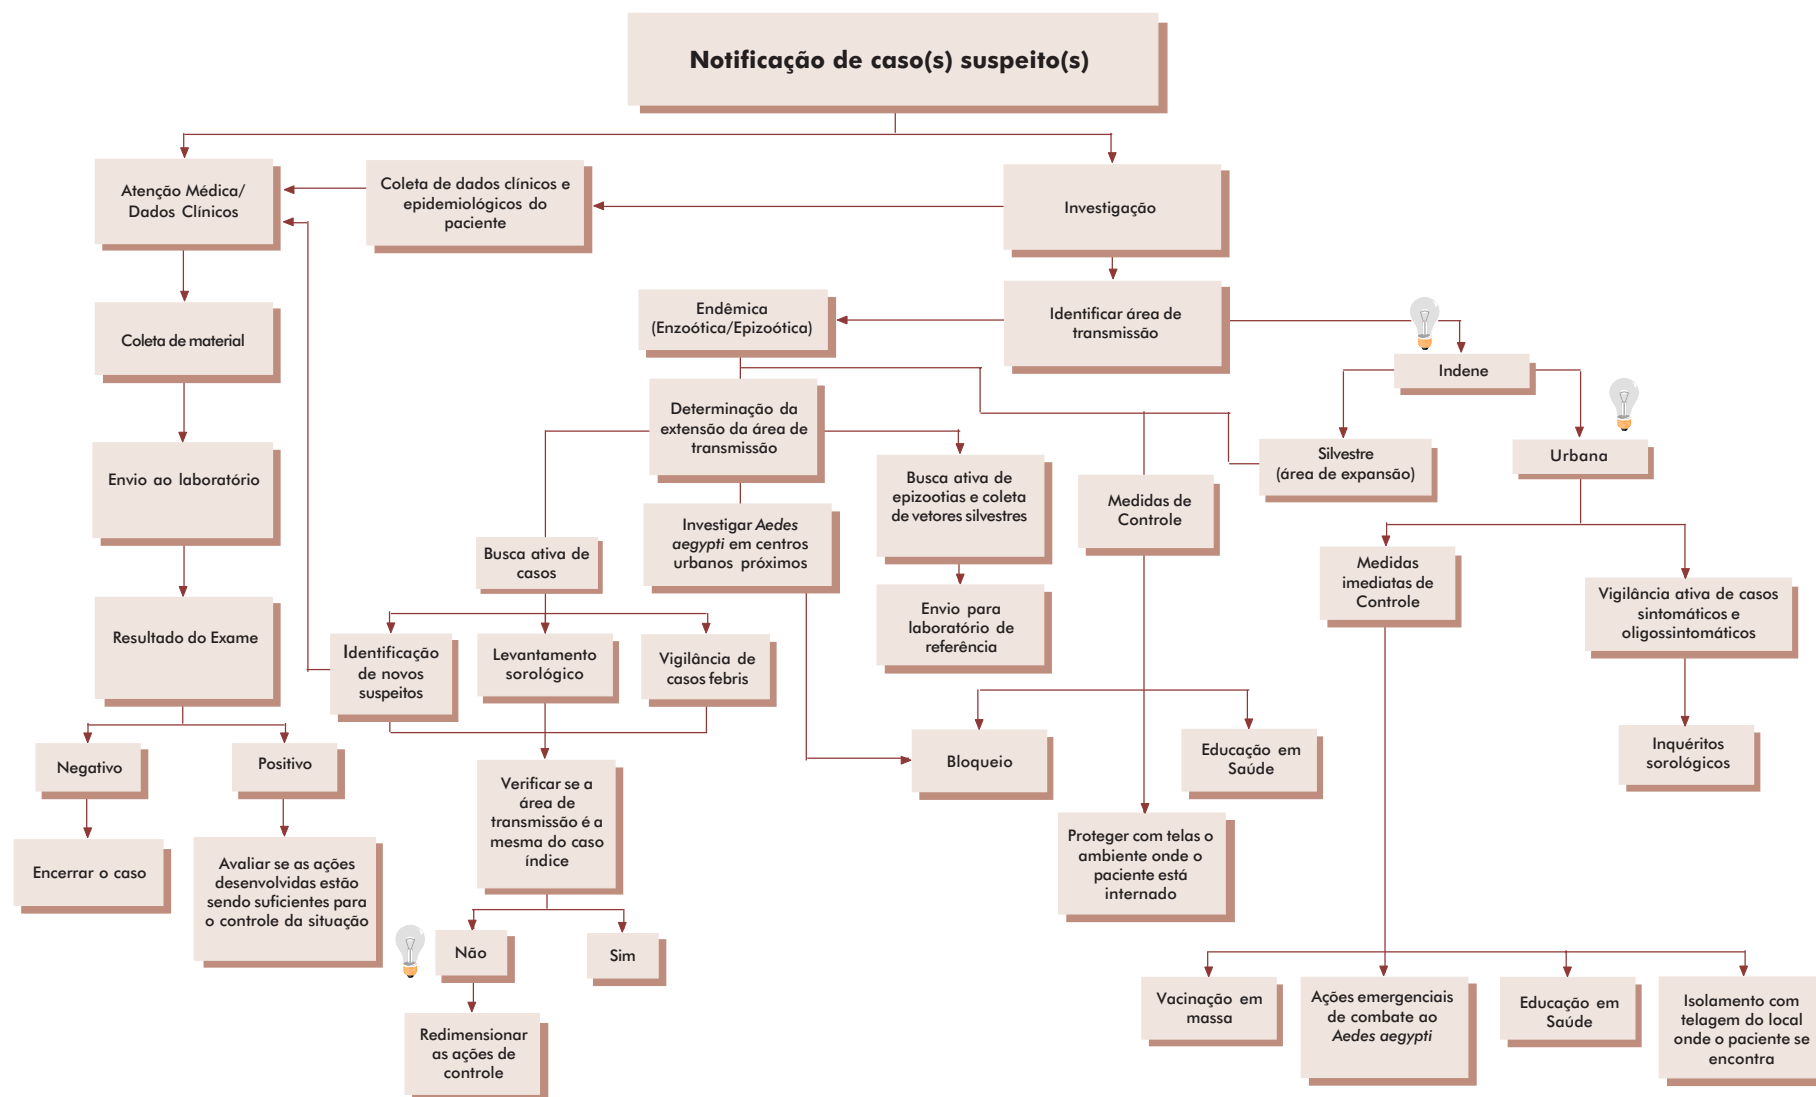 Notificação de caso(s) suspeito(s)
Atenção Médica/
Dados Clínicos
Coleta de dados clínicos e
epidemiológicos do
paciente
Investigação
Coleta de material
Endêmica
(Enzoótica/Epizoótica)
Identificar área de
transmissão
Indene
Determinação da
extensão da área de
transmissão
Silvestre
(área de expansão)
Urbana
Envio ao laboratório
Busca ativa de
epizootias e coleta
de vetores silvestres
Medidas de
Controle
Investigar Aedes
aegypti em centros
urbanos próximos
Busca ativa de
casos
Medidas
imediatas de
Controle
Vigilância ativa de casos
sintomáticos e
oligossintomáticos
Resultado do Exame
Envio para
laboratório de
referência
Identificação
de novos
suspeitos
Levantamento
sorológico
Vigilância de
casos febris
Negativo
Positivo
Verificar se a
área de
transmissão é a
mesma do caso
índice
Bloqueio
Educação em
Saúde
Inquéritos
sorológicos
Encerrar o caso
Avaliar se as ações
desenvolvidas estão
sendo suficientes para
o controle da situação
Proteger com telas o
ambiente onde o
paciente está
internado
Não
Sim
Redimensionar
as ações de
controle
Vacinação em
massa
Ações emergenciais
de combate ao
Aedes aegypti
Educação em
Saúde
Isolamento com
telagem do local
onde o paciente se
encontra